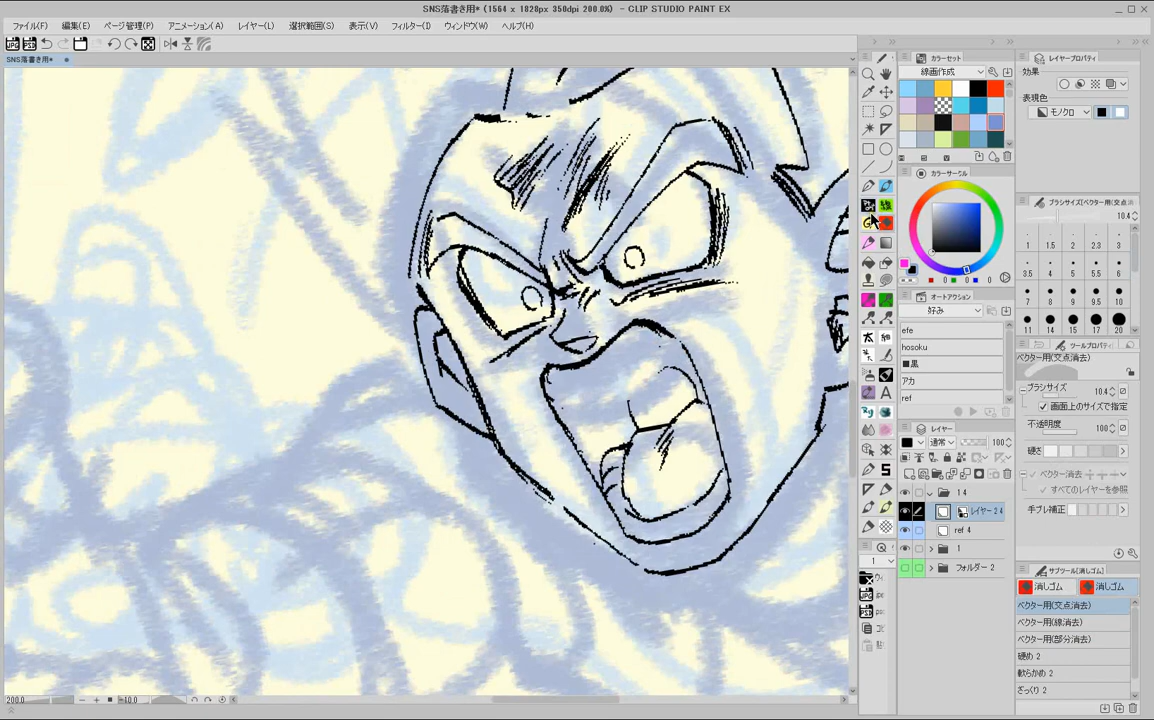 SNS落書き用* (1564 x 1828px 350dpi 200.0%) - CLIP STUDIO PAINT EX
ファイル(F) 編集(E) ページ管理(P) アニメーション(A) レイヤー(L) 選択範囲(S) 表示(V) フィルター(I) ウィンドウ(W) ヘルプ(H)
SNS落書き用*
カラーセット
線画作成
カラーサークル
0 0 0
オートアクション
好み
efe
hosoku
■黒
アカ
ref
レイヤー
通常 100
14
レイヤー 24
ref 4
1
フォルダー 2
レイヤープロパティ
効果
表現色
モノクロ
ブラシサイズ(ベクター用(交点消
10.4
1 1.5 2 2.3 3
3.5 4 5 5.5 6
7 8 9 9.5 10
11 14 15 17 20
ツールプロパティ
ベクター用(交点消去)
ブラシサイズ 10.4
画面上のサイズで指定
不透明度 100
硬さ
ベクター消去
すべてのレイヤーを参照
手ブレ補正
サブツール[消しゴム]
消しゴム 消しゴム
ベクター用(交点消去)
ベクター用(線消去)
ベクター用(部分消去)
硬め 2
軟らかめ 2
ざっくり 2
200.0
-10.0